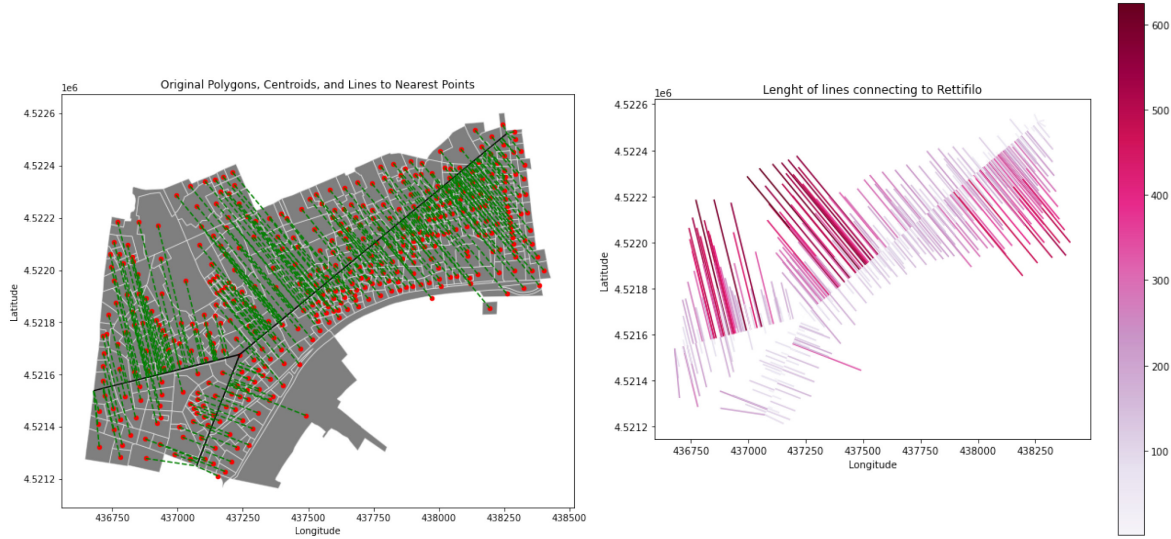 Original Polygons, Centroids, and Lines to Nearest Points
1e6
4.5226
4.5224
4.5222
4.5220
4.5218
4.5216
4.5214
4.5212
Latitude
436750 437000 437250 437500 437750 438000 438250 438500
Longitude
Lenght of lines connecting to Rettifilo
1e6
4.5226
4.5224
4.5222
4.5220
4.5218
4.5216
4.5214
4.5212
Latitude
436750 437000 437250 437500 437750 438000 438250
Longitude
600
500
400
300
200
100